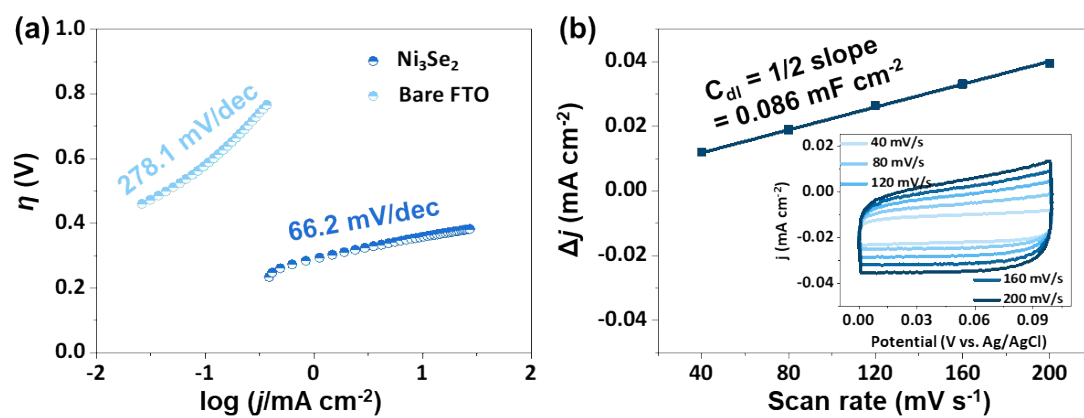 (a)
1.0
0.8
0.6
0.4
0.2
0.0
η (V)
Ni₃Se₂
Bare FTO
278.1 mV/dec
66.2 mV/dec
-2
-1
0
1
2
log (j/mA cm⁻²)
(b)
0.04
0.02
0.00
-0.02
-0.04
Δj (mA cm⁻²)
C_dl = 1/2 slope
= 0.086 mF cm⁻²
40 mV/s
80 mV/s
120 mV/s
160 mV/s
200 mV/s
0.02
0.00
-0.02
-0.04
j (mA cm⁻²)
0.00
0.03
0.06
0.09
Potential (V vs. Ag/AgCl)
40
80
120
160
200
Scan rate (mV s⁻¹)